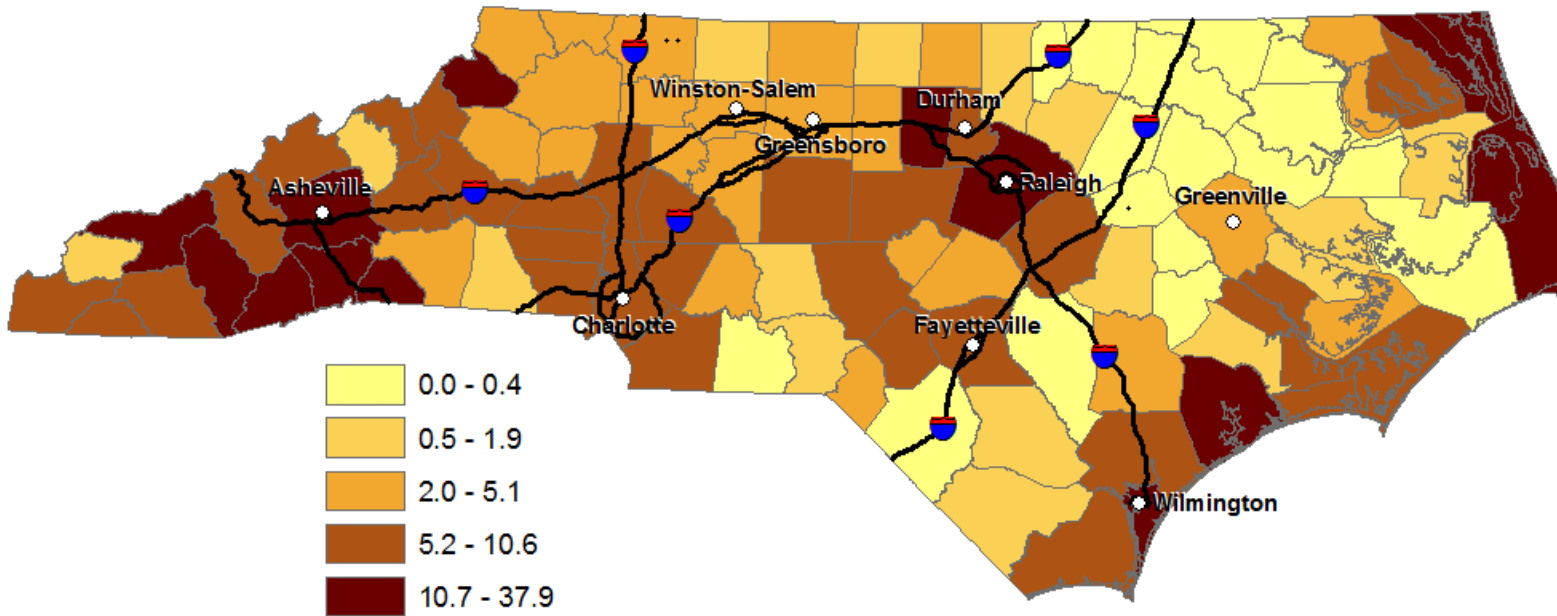 Winston-Salem
Durham
Greensboro
Asheville
Raleigh
Greenville
Charlotte
Fayetteville
Wilmington
0.0 - 0.4
0.5 - 1.9
2.0 - 5.1
5.2 - 10.6
10.7 - 37.9